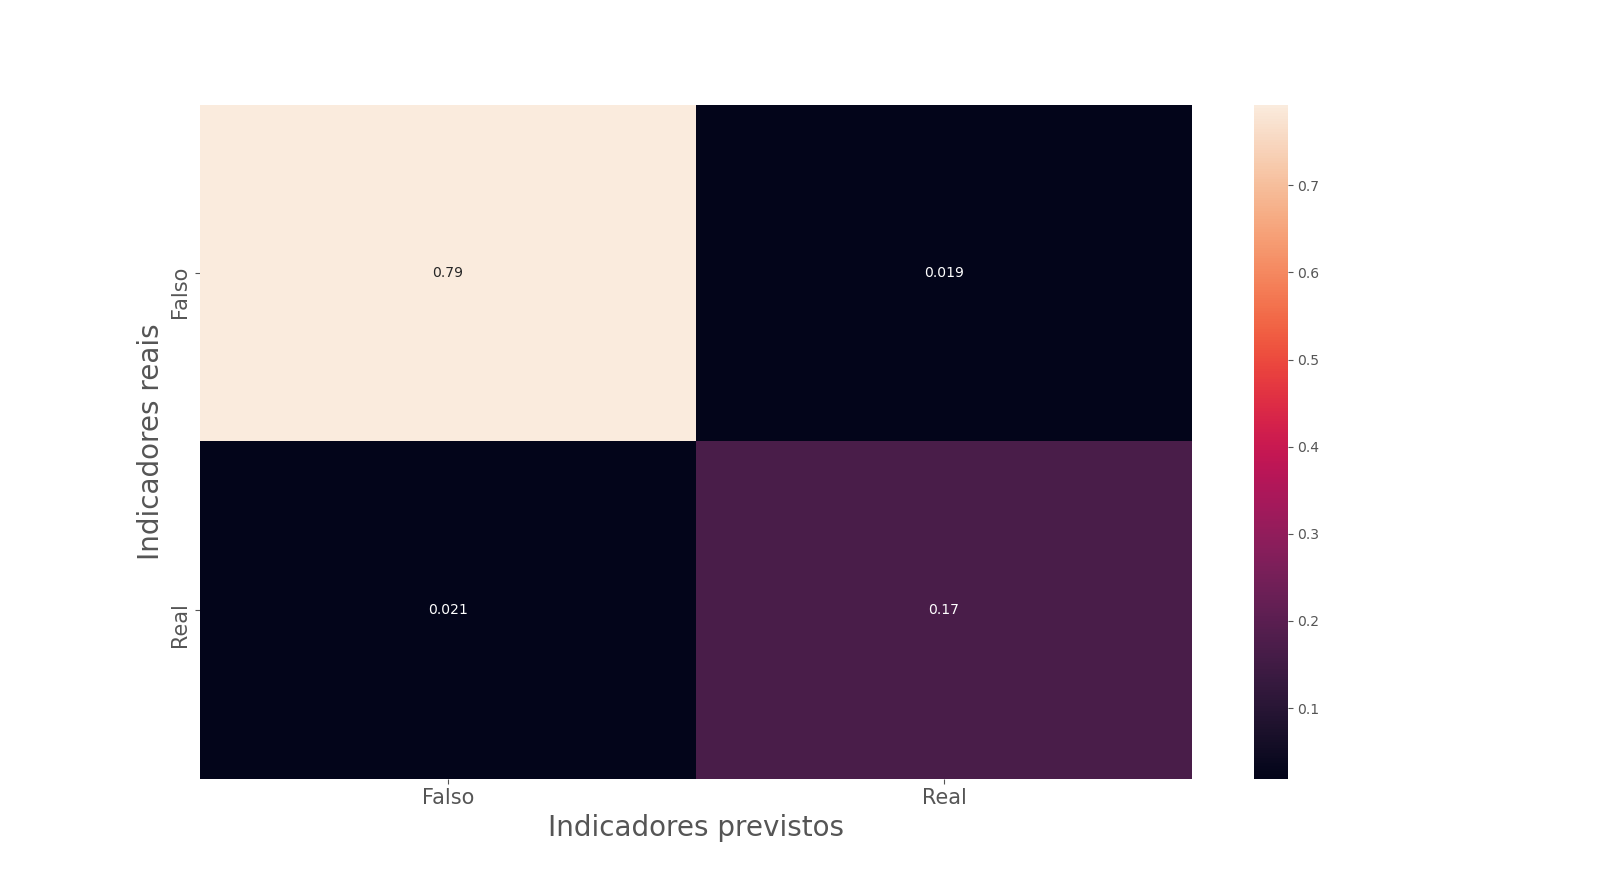 Indicadores reais
Falso
Real
0.79
0.019
0.021
0.17
Falso
Real
Indicadores previstos
0.7
0.6
0.5
0.4
0.3
0.2
0.1